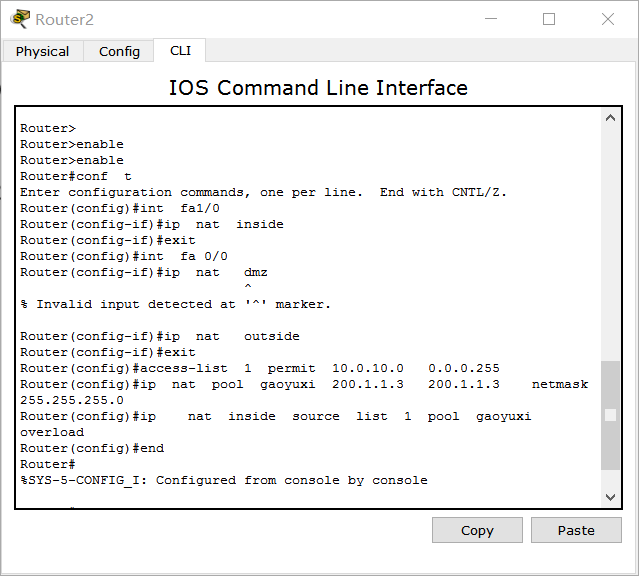 Router2
Physical Config CLI
IOS Command Line Interface
Router>
Router>enable
Router>enable
Router#conf  t
Enter configuration commands, one per line.  End with CNTL/Z.
Router(config)#int  fa1/0
Router(config-if)#ip  nat  inside
Router(config-if)#exit
Router(config)#int  fa 0/0
Router(config-if)#ip  nat   dmz
^
% Invalid input detected at '^' marker.
Router(config-if)#ip  nat   outside
Router(config-if)#exit
Router(config)#access-list  1  permit  10.0.10.0   0.0.0.255
Router(config)#ip  nat  pool  gaoyuxi  200.1.1.3   200.1.1.3    netmask
255.255.255.0
Router(config)#ip    nat  inside  source  list  1  pool  gaoyuxi
overload
Router(config)#end
Router#
%SYS-5-CONFIG_I: Configured from console by console
Copy Paste